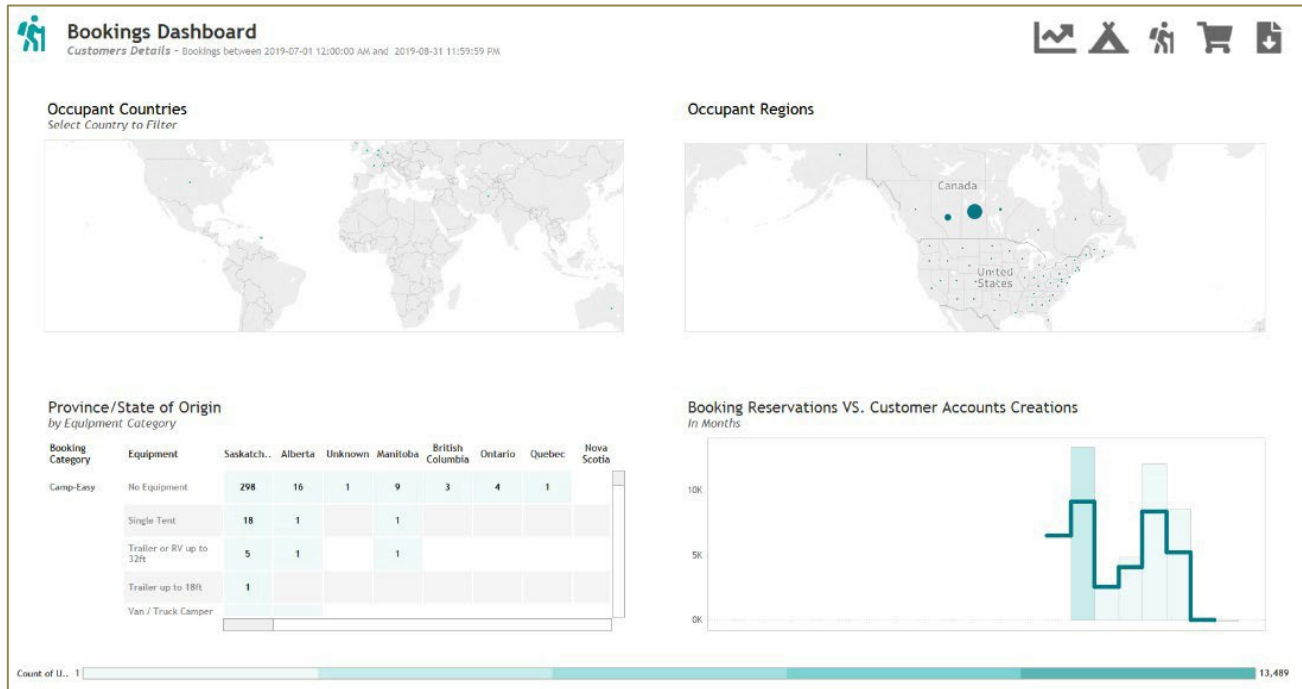 Bookings Dashboard
Customers Details - Bookings between 2019-07-01 12:00:00 AM and 2019-08-31 11:59:59 PM
Occupant Countries
Select Country to Filter
Occupant Regions
Canada
United
States
Province/State of Origin
by Equipment Category
Booking Category Equipment Saskatch.. Alberta Unknown Manitoba British Columbia Ontario Quebec Nova Scotia
Camp-Easy No Equipment 298 16 1 9 3 4 1
Single Tent 18 1 1
Trailer or RV up to 32ft 5 1 1
Trailer up to 18ft 1
Van / Truck Camper
Booking Reservations VS. Customer Accounts Creations
In Months
10K
5K
0K
Count of U.. 1 13,489